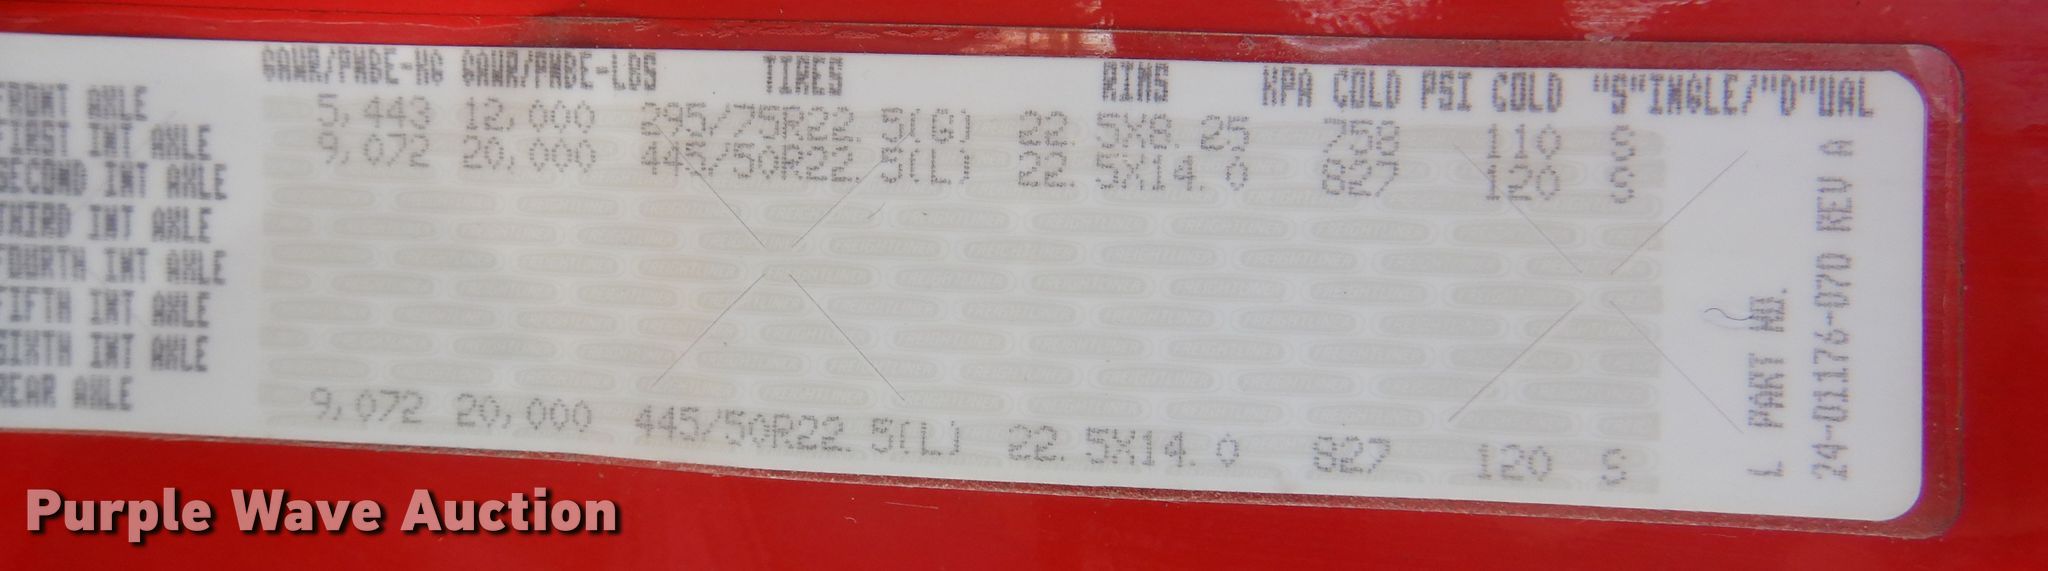 GAWR/PNBE-KG GAWR/PNBE-LBS TIRES RIMS KPA COLD PSI COLD "S"INGLE/"D"UAL
FRONT AXLE 5,443 12,000 295/75R22.5(G) 22.5X8.25 758 110 S
FIRST INT AXLE 9,072 20,000 445/50R22.5(L) 22.5X14.0 827 120 S
SECOND INT AXLE
THIRD INT AXLE
FOURTH INT AXLE
FIFTH INT AXLE
SIXTH INT AXLE
REAR AXLE 9,072 20,000 445/50R22.5(L) 22.5X14.0 827 120 S
L PART NO.
24-01176-070 REV A
FREIGHTLINER
Purple Wave Auction